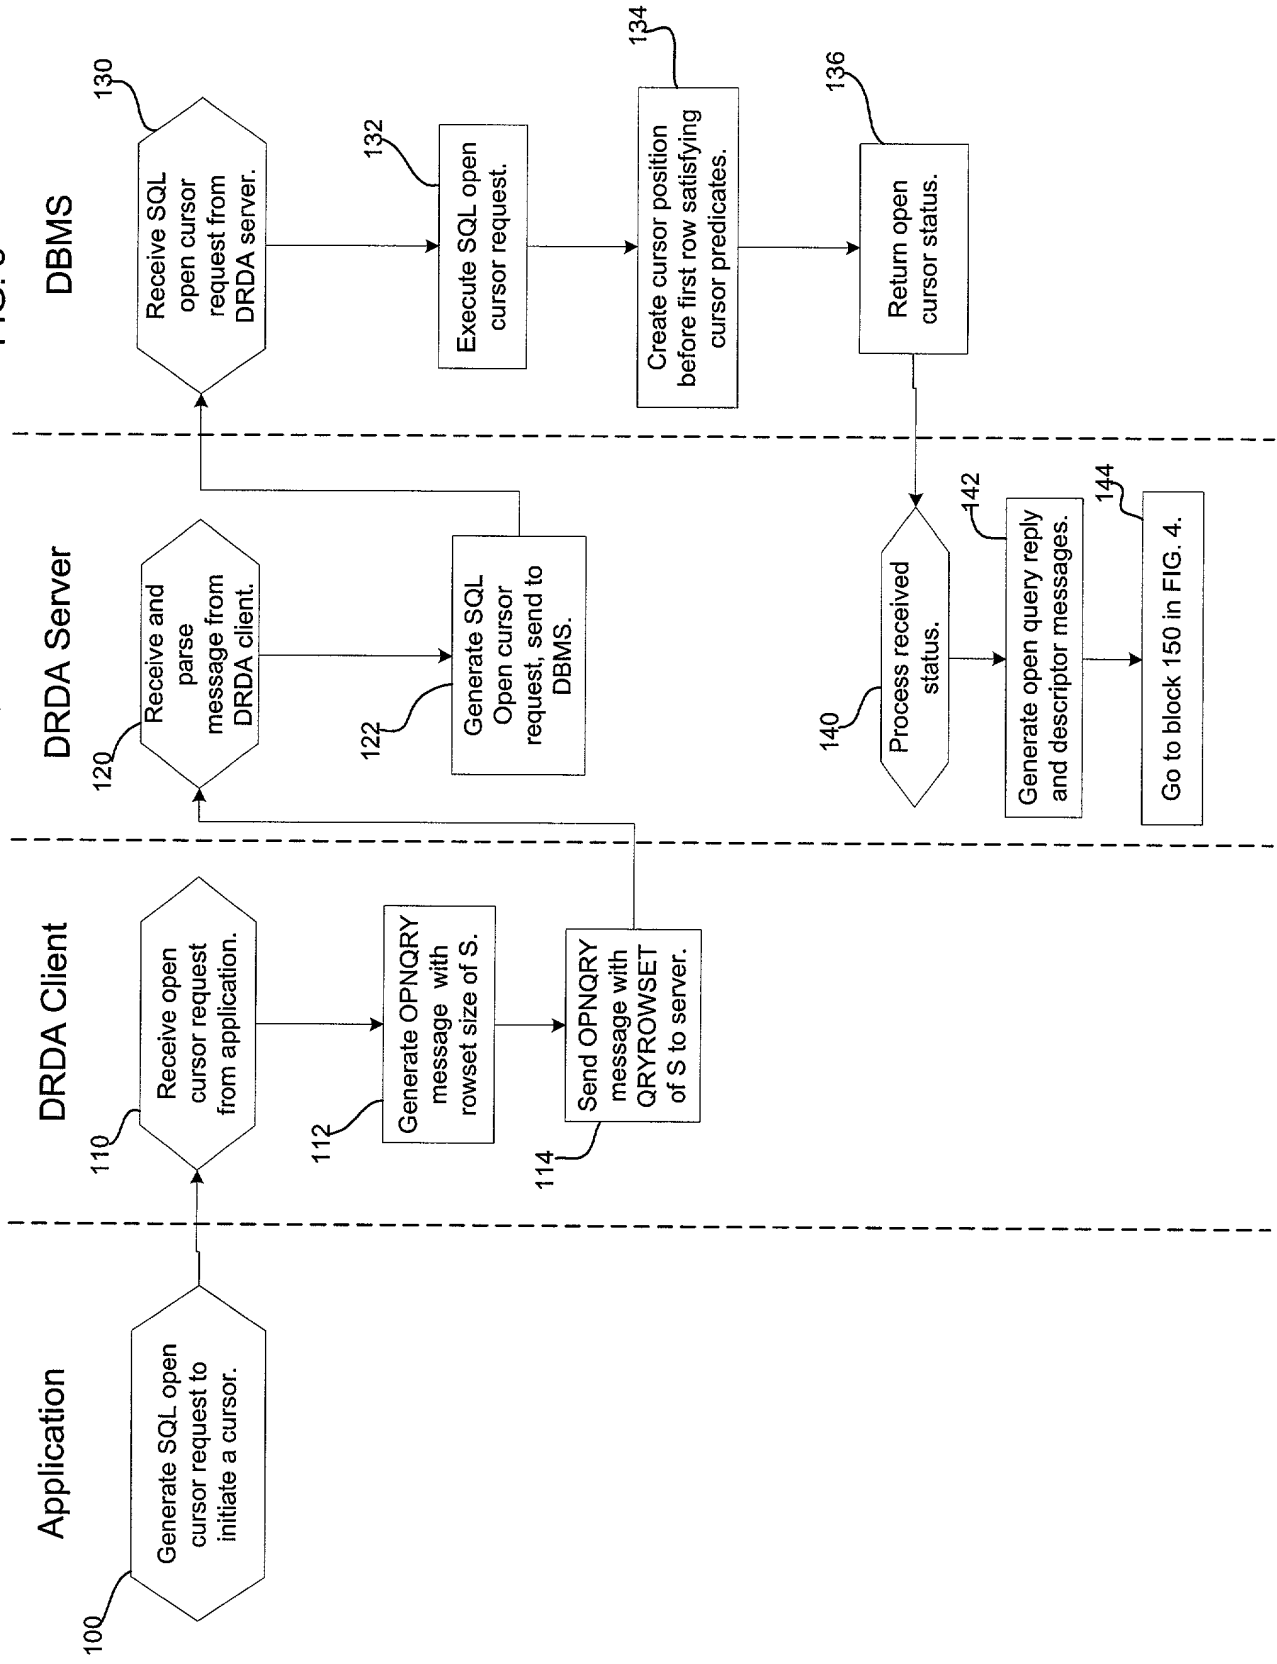 Application
DRDA Client
DRDA Server
DBMS
100
Generate SQL open
cursor request to
initiate a cursor.
110
Receive open
cursor request
from application.
112
Generate OPNQRY
message with
rowset size of S.
114
Send OPNQRY
message with
QRYROWSET
of S to server.
120
Receive and
parse
message from
DRDA client.
122
Generate SQL
Open cursor
request, send to
DBMS.
130
Receive SQL
open cursor
request from
DRDA server.
132
Execute SQL open
cursor request.
134
Create cursor position
before first row satisfying
cursor predicates.
136
Return open
cursor status.
140
Process received
status.
142
Generate open query reply
and descriptor messages.
144
Go to block 150 in FIG. 4.